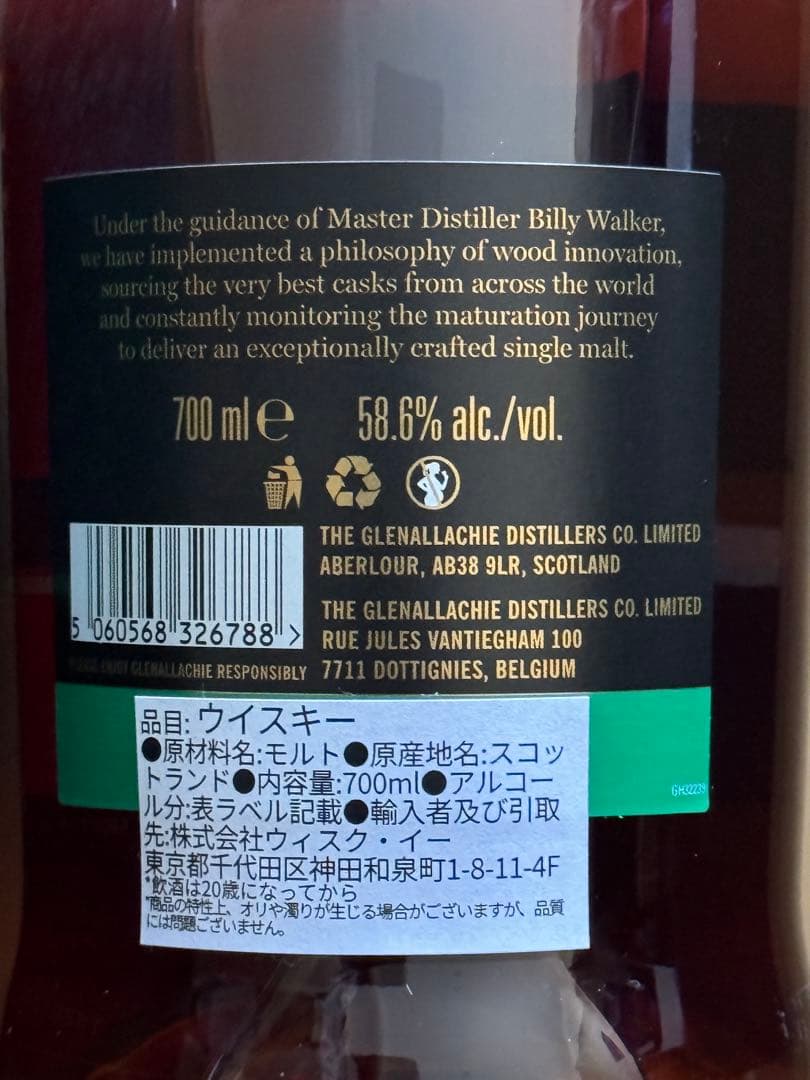 Under the guidance of Master Distiller Billy Walker,
we have implemented a philosophy of wood innovation,
sourcing the very best casks from across the world
and constantly monitoring the maturation journey
to deliver an exceptionally crafted single malt.
700 ml e 58.6% alc./vol.
THE GLENALLACHIE DISTILLERS CO. LIMITED
ABERLOUR, AB38 9LR, SCOTLAND
THE GLENALLACHIE DISTILLERS CO. LIMITED
RUE JULES VANTIEGHAM 100
7711 DOTTIGNIES, BELGIUM
5 060568 326788 >
PLEASE ENJOY GLENALLACHIE RESPONSIBLY
GH32239
品目: ウイスキー
●原材料名:モルト●原産地名:スコッ
トランド●内容量:700ml●アルコー
ル分:表ラベル記載●輸入者及び引取
先:株式会社ウィスク・イー
東京都千代田区神田和泉町1-8-11-4F
*飲酒は20歳になってから
*商品の特性上、オリや濁りが生じる場合がございますが、品質
には問題ございません。